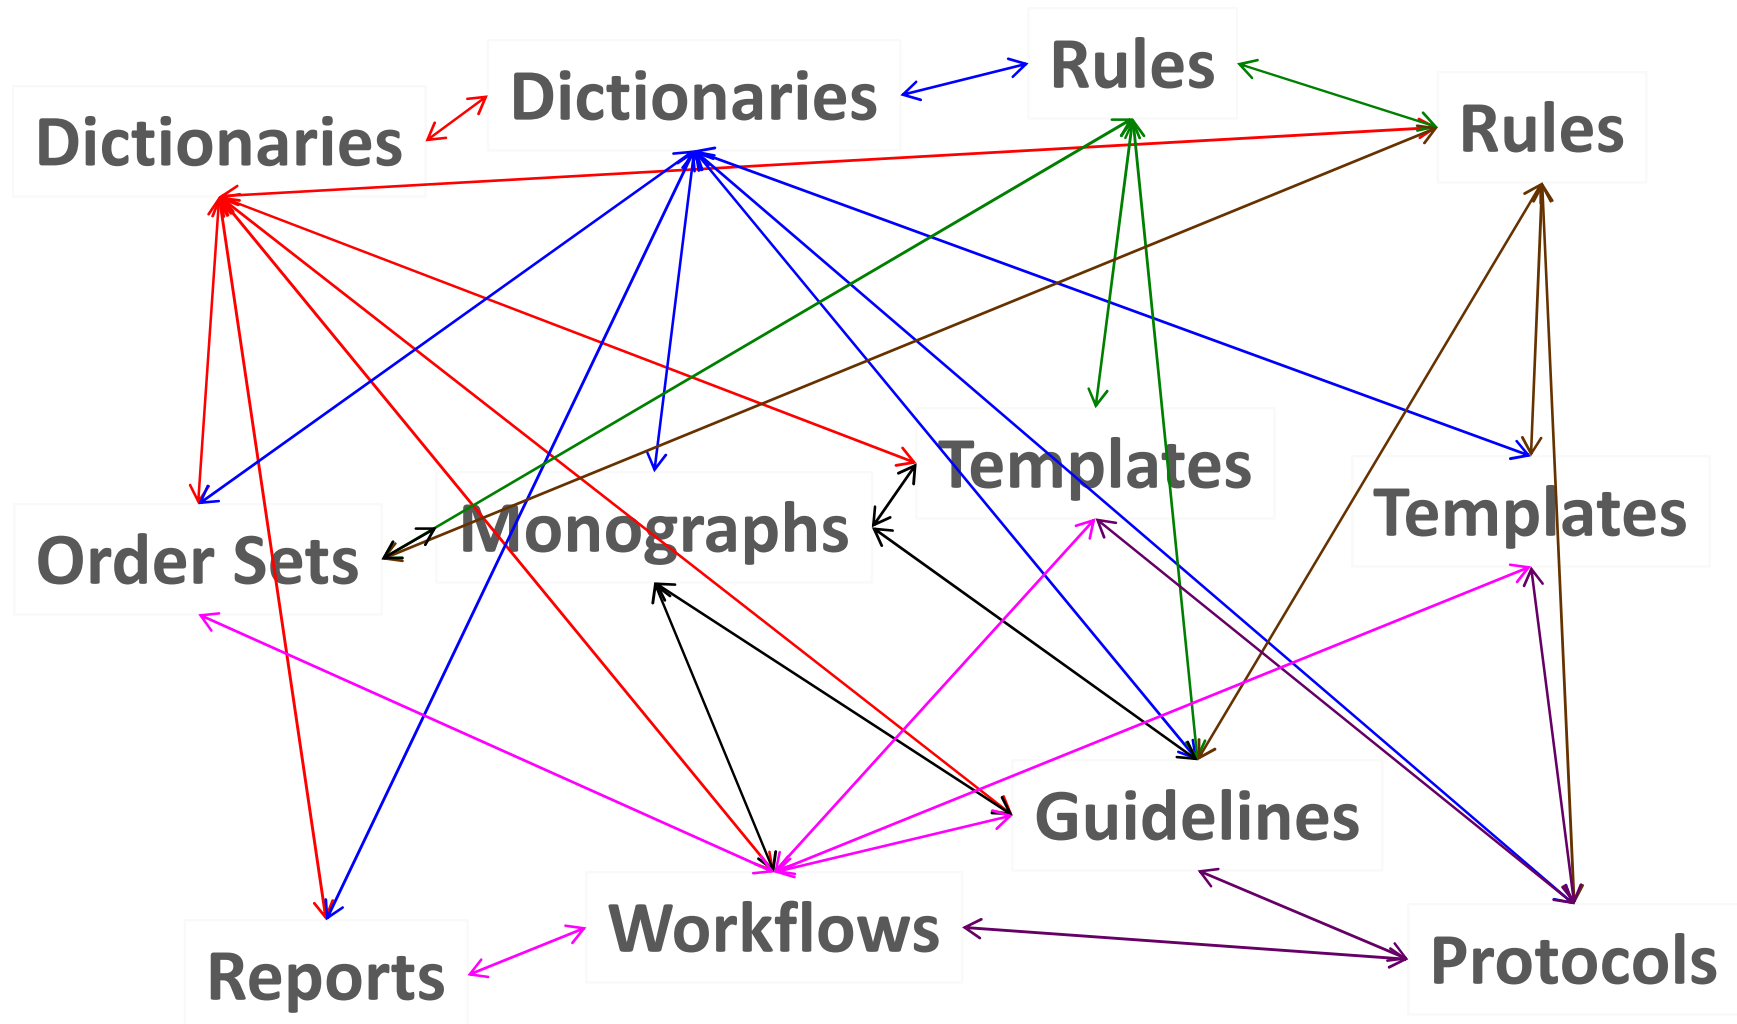 Rules
Dictionaries
Rules
Dictionaries
Templates
Templates
Monographs
Order Sets
Guidelines
Workflows
Protocols
Reports